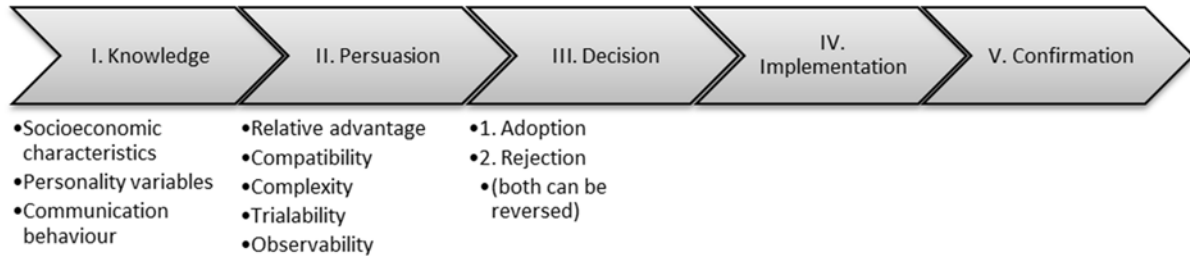 I. Knowledge
II. Persuasion
III. Decision
IV.
Implementation
V. Confirmation
•Socioeconomic
characteristics
•Personality variables
•Communication
behaviour
•Relative advantage
•Compatibility
•Complexity
•Trialability
•Observability
•1. Adoption
•2. Rejection
•(both can be
reversed)